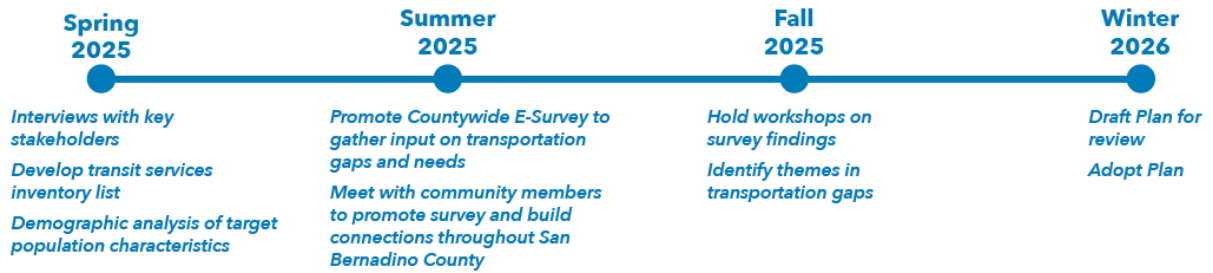 Spring
2025
Interviews with key
stakeholders
Develop transit services
inventory list
Demographic analysis of target
population characteristics
Summer
2025
Promote Countywide E-Survey to
gather input on transportation
gaps and needs
Meet with community members
to promote survey and build
connections throughout San
Bernadino County
Fall
2025
Hold workshops on
survey findings
Identify themes in
transportation gaps
Winter
2026
Draft Plan for
review
Adopt Plan